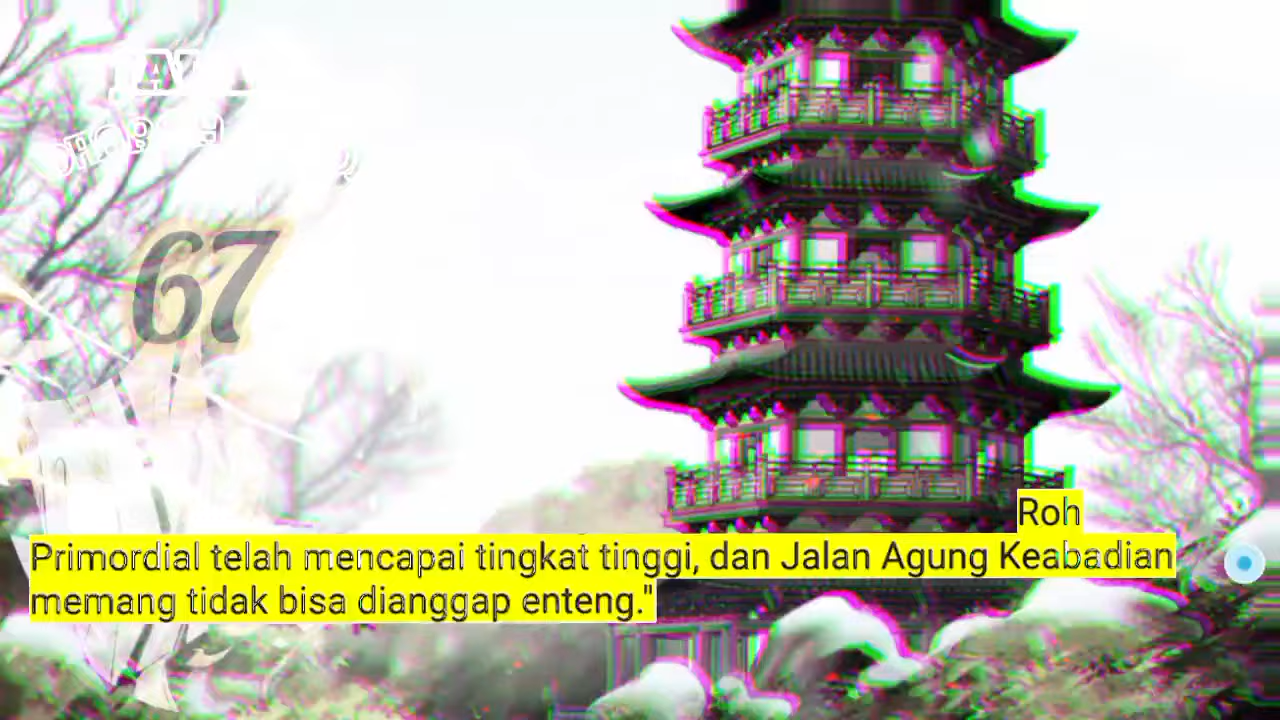 67
Roh
Primordial telah mencapai tingkat tinggi, dan Jalan Agung Keabadian
memang tidak bisa dianggap enteng."